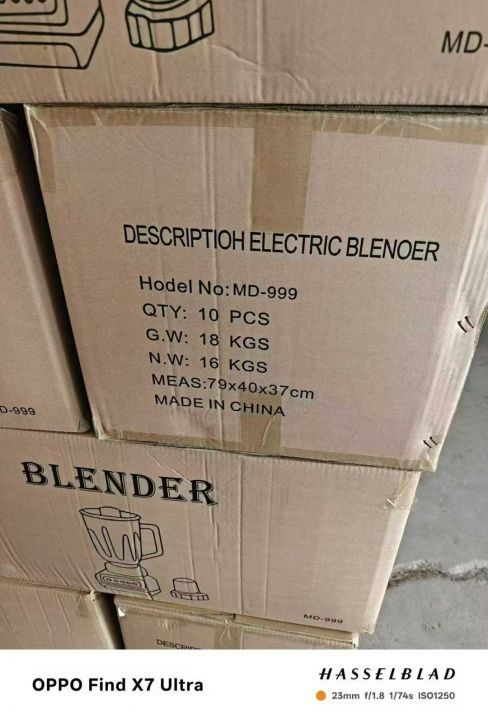 MD-
DESCRIPTIOH ELECTRIC BLENOER
Hodel No:MD-999
QTY: 10 PCS
G.W: 18 KGS
N.W: 16 KGS
MEAS:79x40x37cm
MADE IN CHINA
D-999
BLENDER
MD-999
DESCRIP
OPPO Find X7 Ultra
HASSELBLAD
23mm f/1.8 1/74s ISO1250